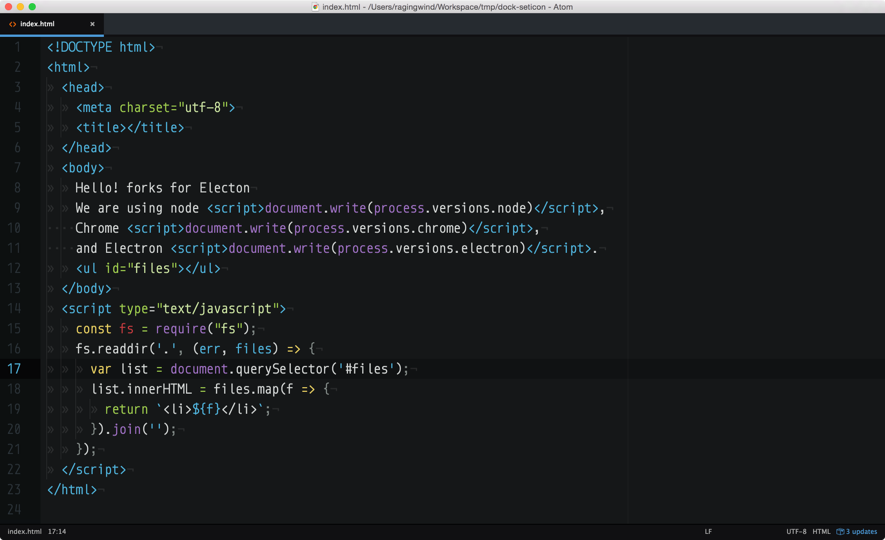 index.html - /Users/ragingwind/Workspace/tmp/dock-seticon - Atom
<> index.html ×
1 <!DOCTYPE html>¬
2 <html>¬
3 » <head>¬
4 » » <meta charset="utf-8">¬
5 » » <title></title>¬
6 » </head>¬
7 » <body>¬
8 » » Hello! forks for Electon¬
9 » » We are using node <script>document.write(process.versions.node)</script>,¬
10 ···· Chrome <script>document.write(process.versions.chrome)</script>,¬
11 ···· and Electron <script>document.write(process.versions.electron)</script>.¬
12 » » <ul id="files"></ul>¬
13 » </body>¬
14 » <script type="text/javascript">¬
15 » » const fs = require("fs");¬
16 » » fs.readdir('.', (err, files) => {¬
17 » » » var list = document.querySelector('#files');¬
18 » » » list.innerHTML = files.map(f => {¬
19 » » » » return `<li>${f}</li>`;¬
20 » » » }).join('');¬
21 » » });¬
22 » </script>¬
23 </html>¬
24
index.html 17:14 LF UTF-8 HTML 3 updates